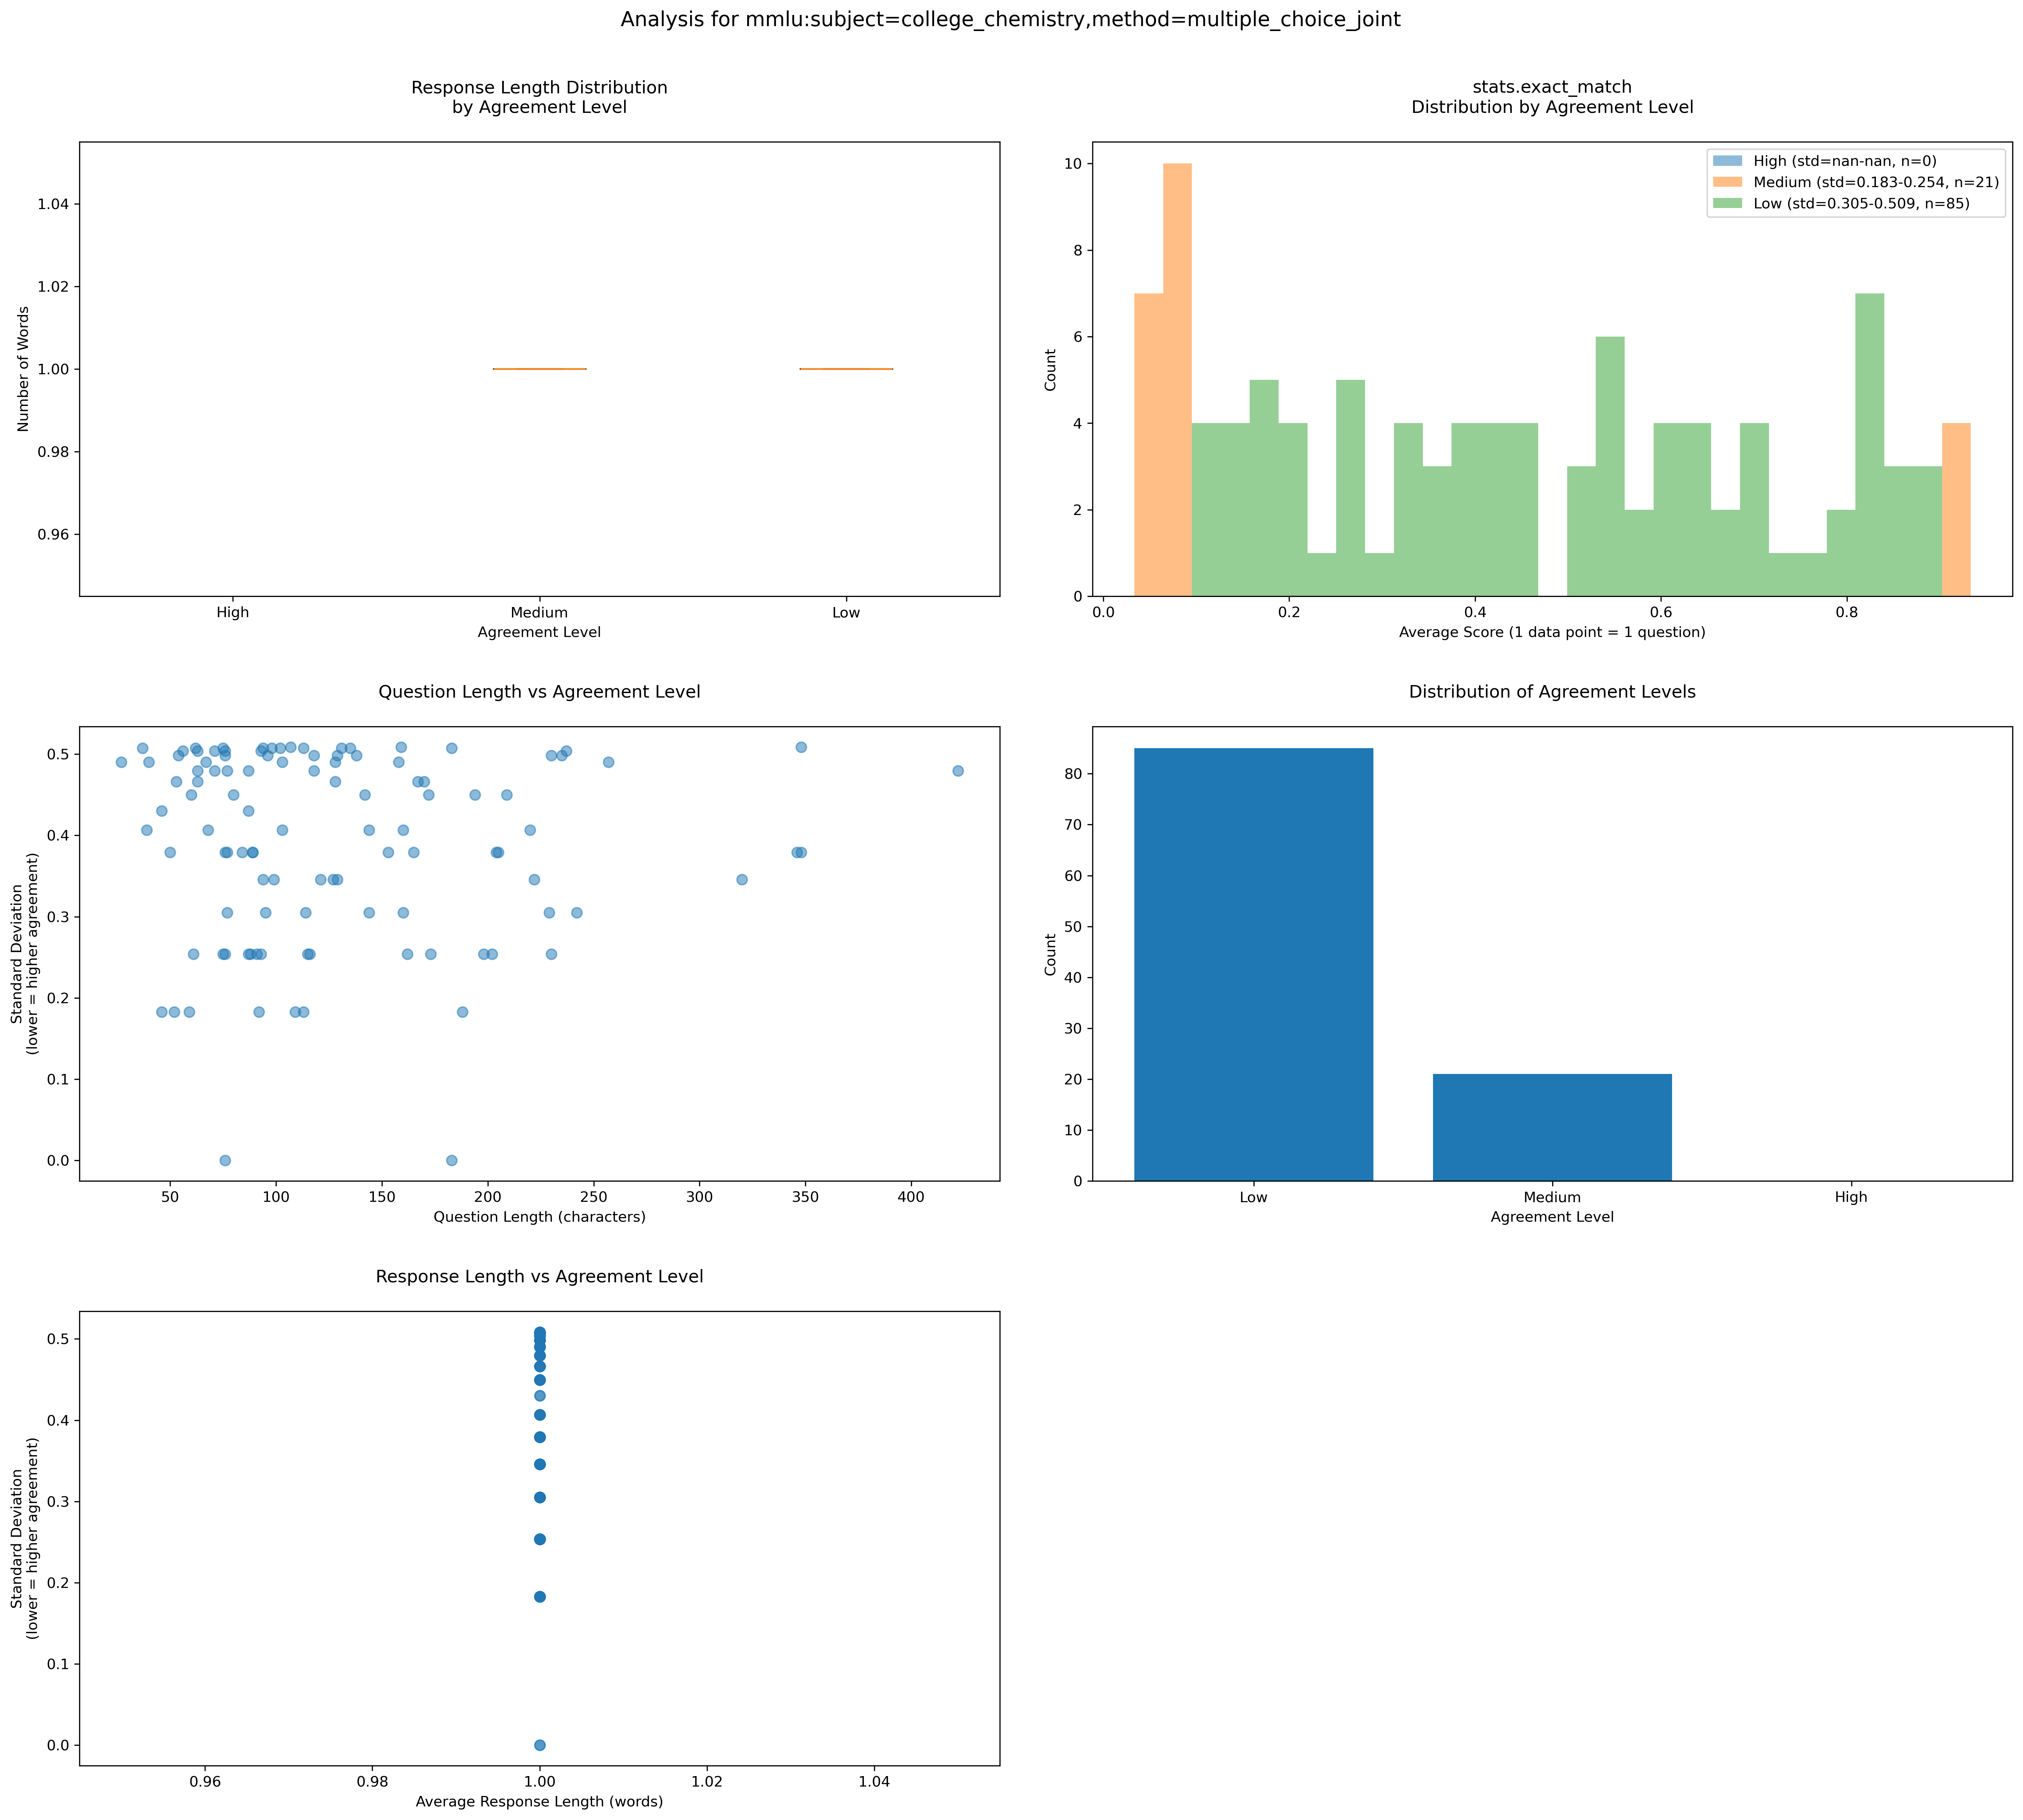 Analysis for mmlu:subject=college_chemistry,method=multiple_choice_joint
Response Length Distribution
by Agreement Level
Number of Words
1.04
1.02
1.00
0.98
0.96
High
Medium
Low
Agreement Level
stats.exact_match
Distribution by Agreement Level
Count
10
8
6
4
2
0
High (std=nan-nan, n=0)
Medium (std=0.183-0.254, n=21)
Low (std=0.305-0.509, n=85)
0.0
0.2
0.4
0.6
0.8
Average Score (1 data point = 1 question)
Question Length vs Agreement Level
Standard Deviation
(lower = higher agreement)
0.5
0.4
0.3
0.2
0.1
0.0
50
100
150
200
250
300
350
400
Question Length (characters)
Distribution of Agreement Levels
Count
80
70
60
50
40
30
20
10
0
Low
Medium
High
Agreement Level
Response Length vs Agreement Level
Standard Deviation
(lower = higher agreement)
0.5
0.4
0.3
0.2
0.1
0.0
0.96
0.98
1.00
1.02
1.04
Average Response Length (words)